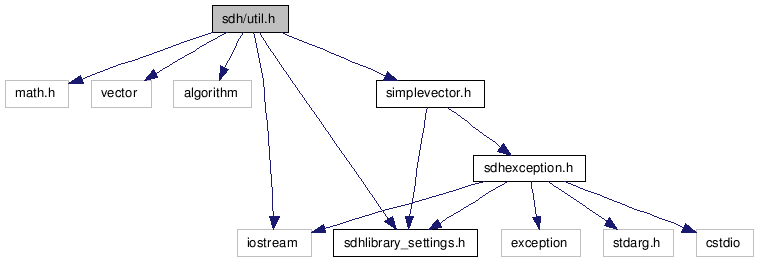 sdh/util.h
math.h
vector
algorithm
simplevector.h
sdhexception.h
iostream
sdhlibrary_settings.h
exception
stdarg.h
cstdio